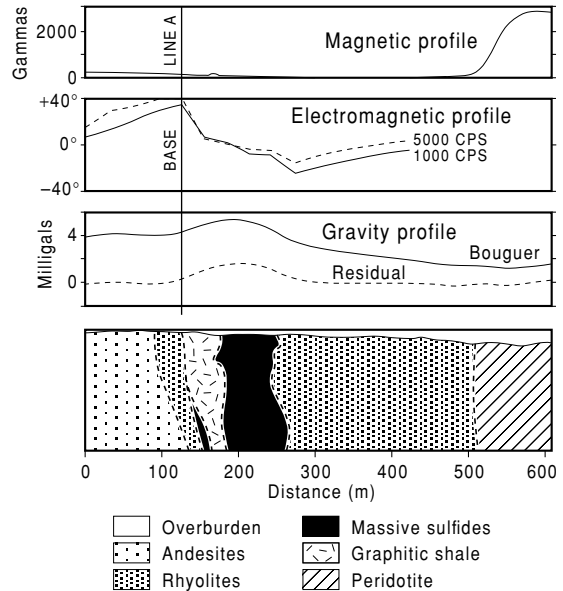 Gammas
2000
0
LINE A
Magnetic profile
+40°
0°
–40°
BASE
Electromagnetic profile
5000 CPS
1000 CPS
Milligals
4
0
Gravity profile
Bouguer
Residual
0 100 200 300 400 500 600
Distance (m)
Overburden
Massive sulfides
Andesites
Graphitic shale
Rhyolites
Peridotite